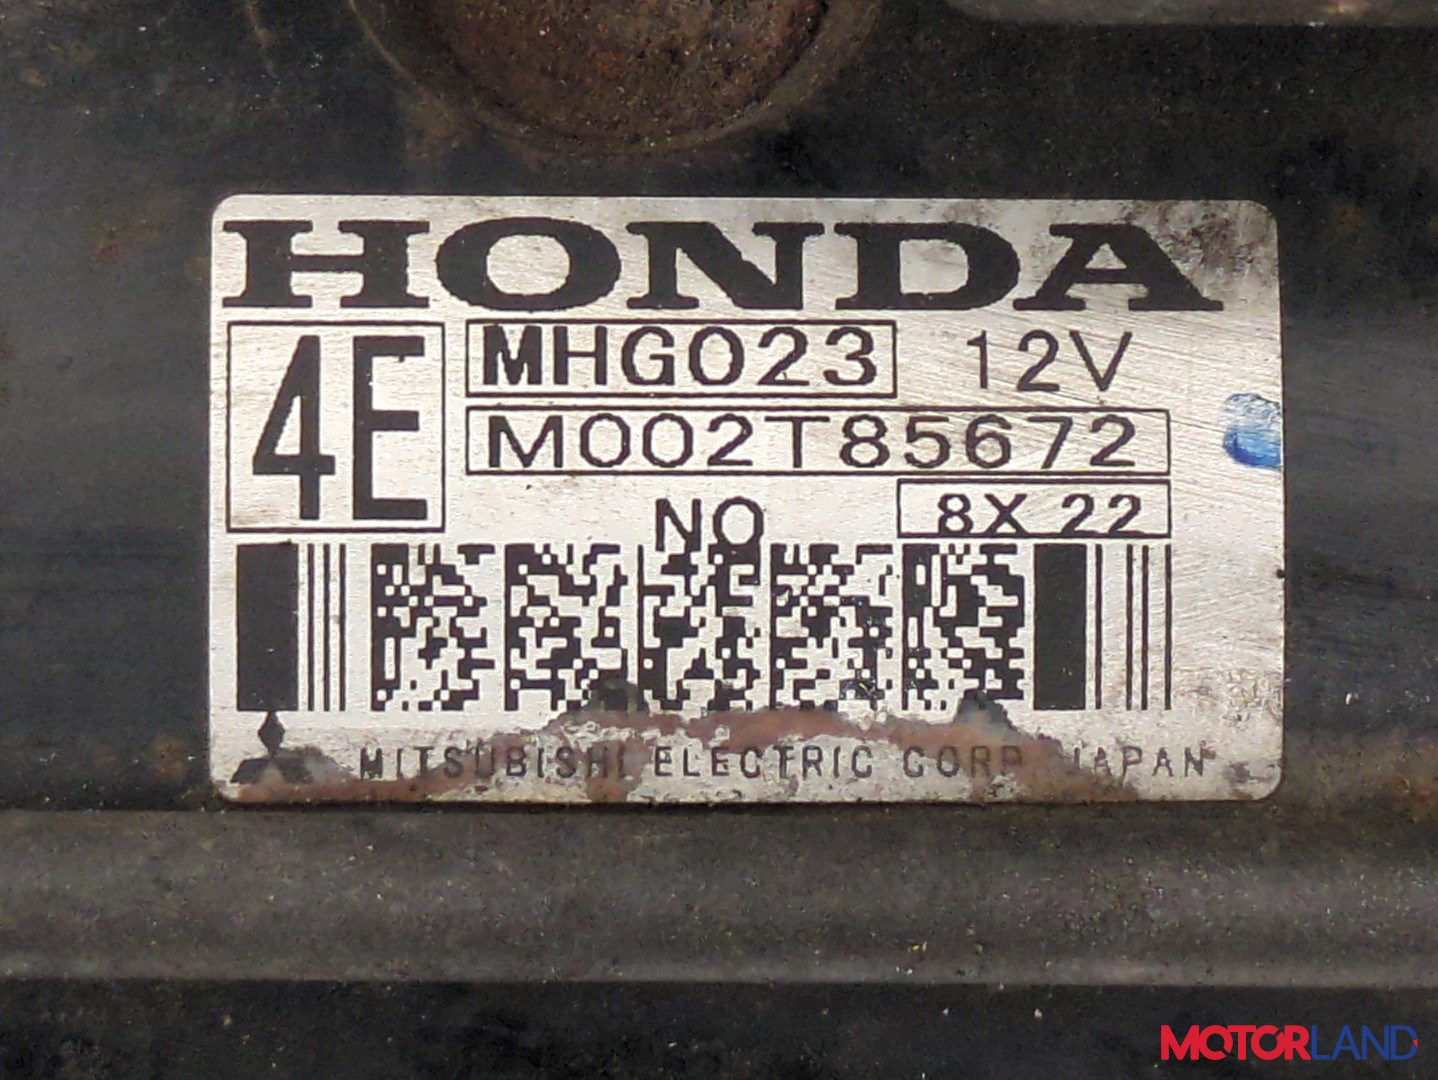 HONDA
4E
MHG023 12V
M002T85672
NO
8X 22
MITSUBISHI ELECTRIC CORP JAPAN
MOTORLAND